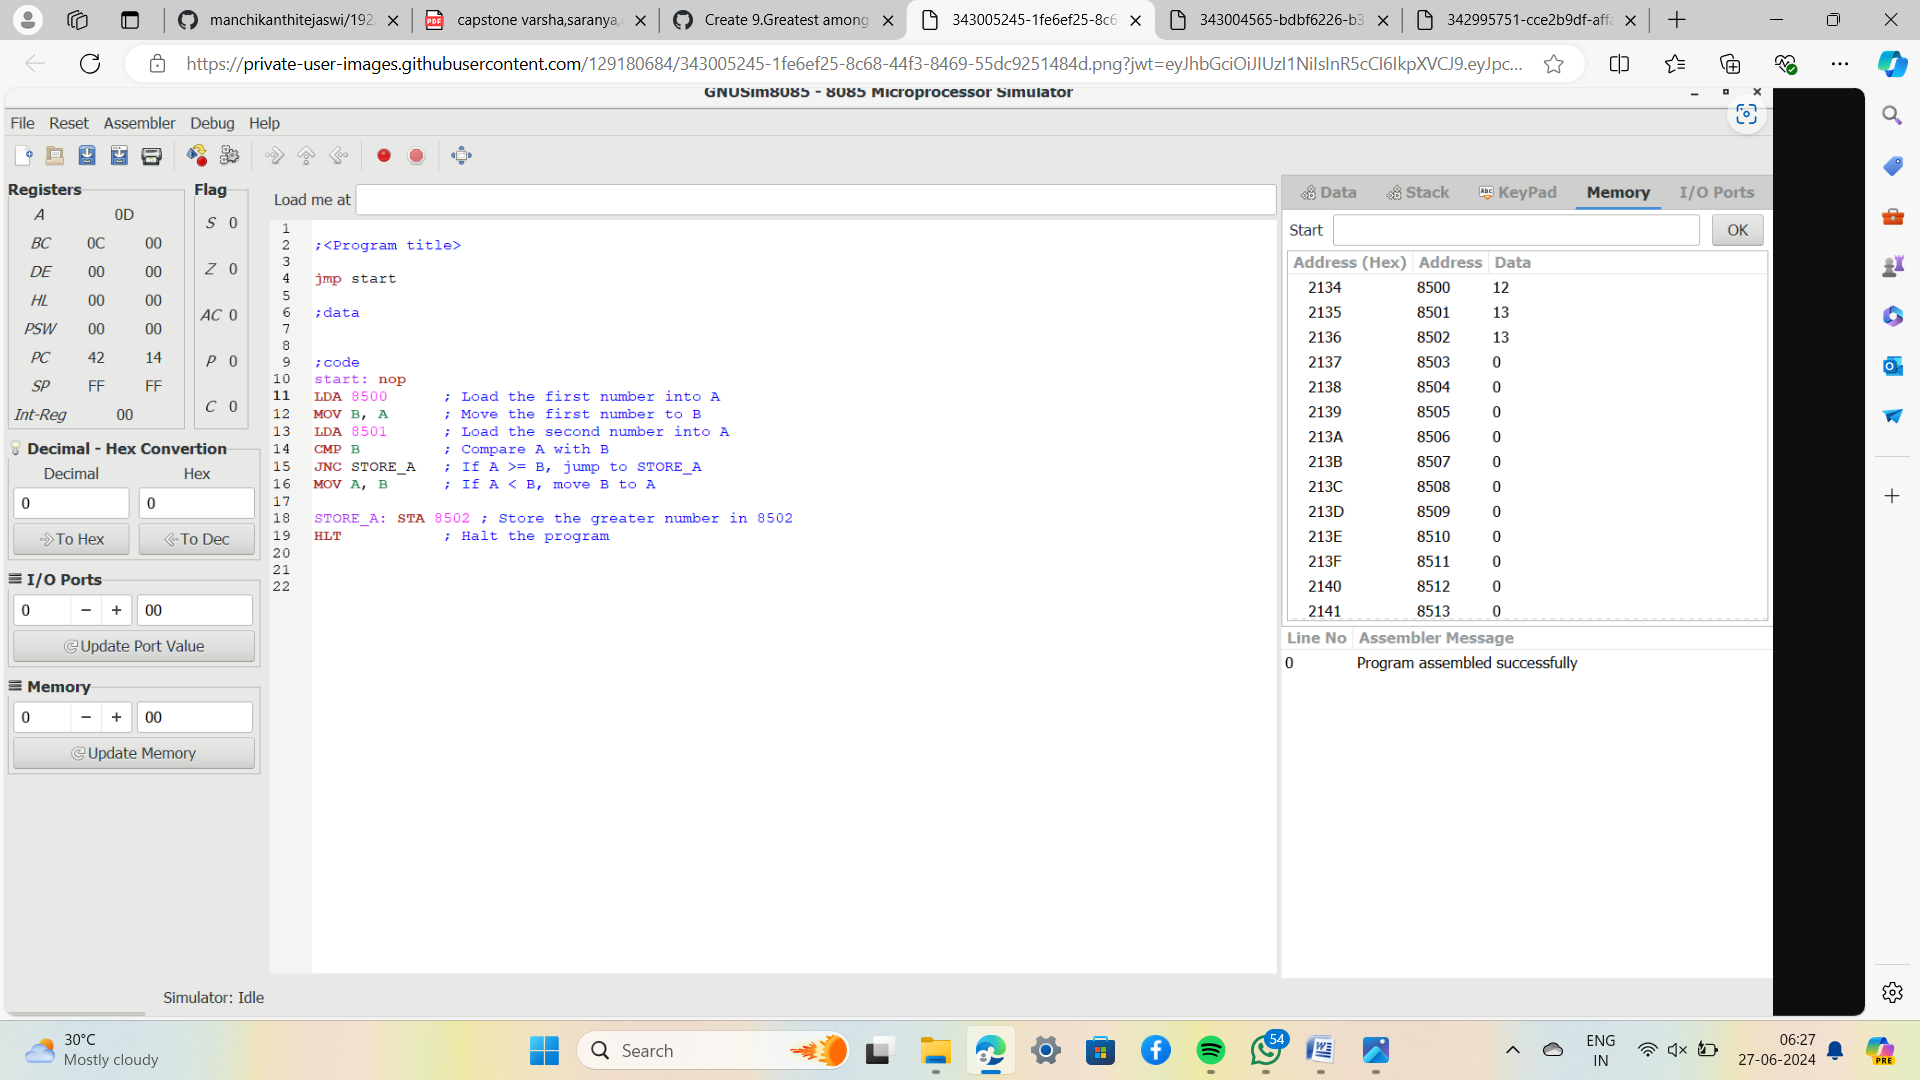 manchikanthitejaswi/192
capstone varsha,saranya,
Create 9.Greatest among
343005245-1fe6ef25-8c6
343004565-bdbf6226-b3
342995751-cce2b9df-affa
https://private-user-images.githubusercontent.com/129180684/343005245-1fe6ef25-8c68-44f3-8469-55dc9251484d.png?jwt=eyJhbGciOiJIUzI1NiIsInR5cCI6IkpXVCJ9.eyJpc...
GNUSim8085 - 8085 Microprocessor Simulator
File Reset Assembler Debug Help
Registers
A 0D
BC 0C 00
DE 00 00
HL 00 00
PSW 00 00
PC 42 14
SP FF FF
Int-Reg 00
Flag
S 0
Z 0
AC 0
P 0
C 0
Decimal - Hex Convertion
Decimal Hex
0 0
To Hex To Dec
I/O Ports
0 - + 00
Update Port Value
Memory
0 - + 00
Update Memory
Load me at
1
2 ;<Program title>
3
4 jmp start
5
6 ;data
7
8
9 ;code
10 start: nop
11 LDA 8500 ; Load the first number into A
12 MOV B, A ; Move the first number to B
13 LDA 8501 ; Load the second number into A
14 CMP B ; Compare A with B
15 JNC STORE_A ; If A >= B, jump to STORE_A
16 MOV A, B ; If A < B, move B to A
17
18 STORE_A: STA 8502 ; Store the greater number in 8502
19 HLT ; Halt the program
20
21
22
Data Stack KeyPad Memory I/O Ports
Start OK
Address (Hex) Address Data
2134 8500 12
2135 8501 13
2136 8502 13
2137 8503 0
2138 8504 0
2139 8505 0
213A 8506 0
213B 8507 0
213C 8508 0
213D 8509 0
213E 8510 0
213F 8511 0
2140 8512 0
2141 8513 0
Line No Assembler Message
0 Program assembled successfully
Simulator: Idle
30°C
Mostly cloudy
Search
54
ENG
IN
06:27
27-06-2024
PRE